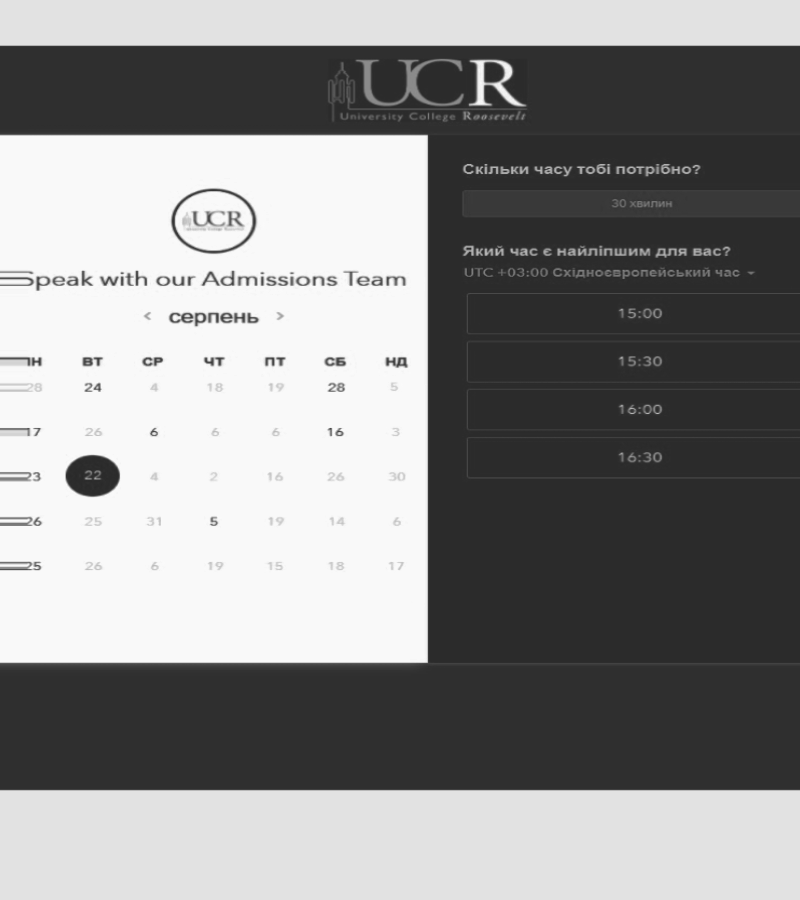 UCR
University College Roosevelt
UCR
Speak with our Admissions Team
< серпень >
ПН ВТ СР ЧТ ПТ СБ НД
28 24 4 18 19 28 5
17 26 6 6 6 16 3
23 22 4 2 16 26 30
26 25 31 5 19 14 6
25 26 6 19 15 18 17
Скільки часу тобі потрібно?
30 хвилин
Який час є найліпшим для вас?
UTC +03:00 Східноєвропейський час
15:00
15:30
16:00
16:30